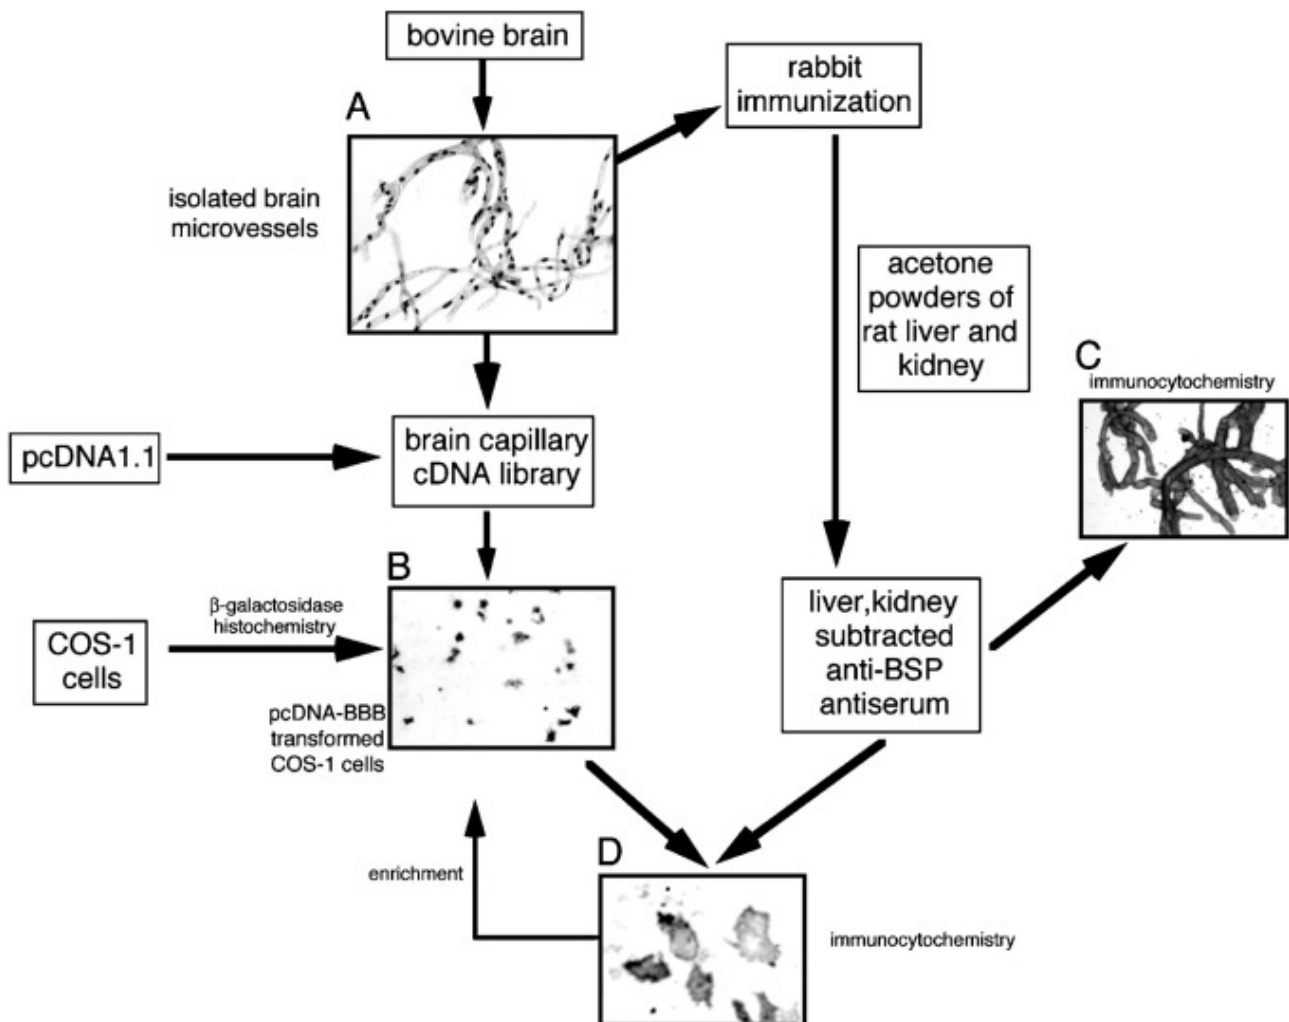 bovine brain
rabbit
immunization
A
isolated brain
microvessels
acetone
powders of
rat liver and
kidney
C
immunocytochemistry
pcDNA1.1
brain capillary
cDNA library
B
β-galactosidase
histochemistry
COS-1
cells
liver,kidney
subtracted
anti-BSP
antiserum
pcDNA-BBB
transformed
COS-1 cells
D
enrichment
immunocytochemistry